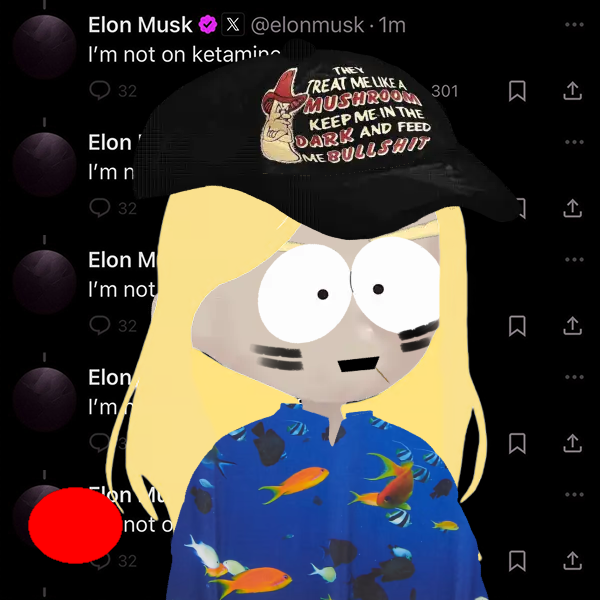 Elon Musk X @elonmusk · 1m
I’m not on ketamine
32
301
THEY
TREAT ME LIKE A
MUSHROOM
KEEP ME IN THE
DARK AND FEED
ME BULLSHIT
Elon
I’m n
32
Elon M
I’m not
32
Elon
I’m n
3
Elon Mu
not o
32